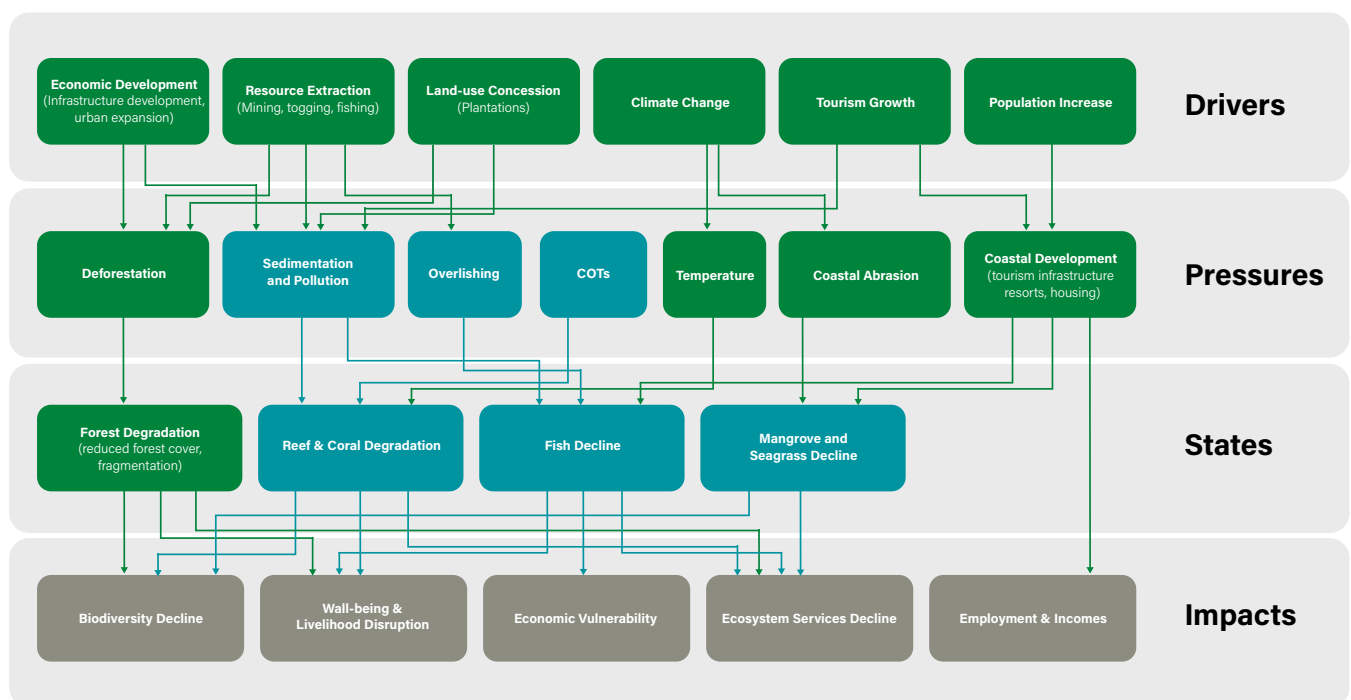 Economic Development
(Infrastructure development,
urban expansion)
Resource Extraction
(Mining, togging, fishing)
Land-use Concession
(Plantations)
Climate Change
Tourism Growth
Population Increase
Drivers
Deforestation
Sedimentation
and Pollution
Overlishing
COTs
Temperature
Coastal Abrasion
Coastal Development
(tourism infrastructure
resorts, housing)
Pressures
Forest Degradation
(reduced forest cover,
fragmentation)
Reef & Coral Degradation
Fish Decline
Mangrove and
Seagrass Decline
States
Biodiversity Decline
Wall-being &
Livelihood Disruption
Economic Vulnerability
Ecosystem Services Decline
Employment & Incomes
Impacts